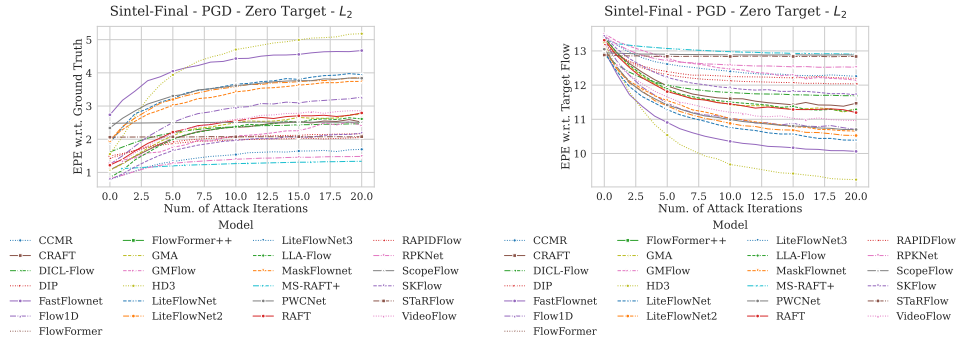 Sintel-Final - PGD - Zero Target - L2
EPE w.r.t. Ground Truth
5
4
3
2
1
0.0 2.5 5.0 7.5 10.0 12.5 15.0 17.5 20.0
Num. of Attack Iterations
Model
CCMR FlowFormer++ LiteFlowNet3 RAPIDFlow
CRAFT GMA LLA-Flow RPKNet
DICL-Flow GMFlow MaskFlownet ScopeFlow
DIP HD3 MS-RAFT+ SKFlow
FastFlownet LiteFlowNet PWCNet STaRFlow
Flow1D LiteFlowNet2 RAFT VideoFlow
FlowFormer
Sintel-Final - PGD - Zero Target - L2
EPE w.r.t. Target Flow
13
12
11
10
0.0 2.5 5.0 7.5 10.0 12.5 15.0 17.5 20.0
Num. of Attack Iterations
Model
CCMR FlowFormer++ LiteFlowNet3 RAPIDFlow
CRAFT GMA LLA-Flow RPKNet
DICL-Flow GMFlow MaskFlownet ScopeFlow
DIP HD3 MS-RAFT+ SKFlow
FastFlownet LiteFlowNet PWCNet STaRFlow
Flow1D LiteFlowNet2 RAFT VideoFlow
FlowFormer